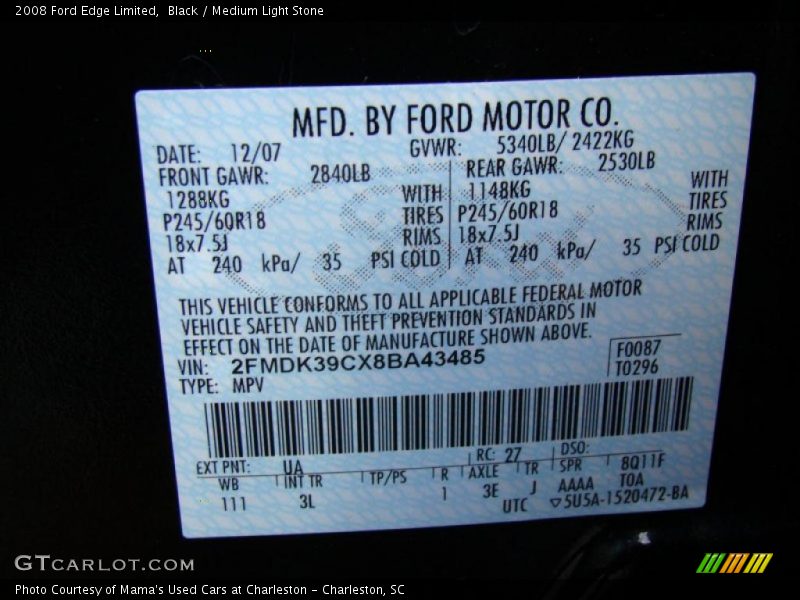 2008 Ford Edge Limited,  Black / Medium Light Stone
MFD. BY FORD MOTOR CO.
DATE: 12/07 GVWR: 5340LB/ 2422KG
FRONT GAWR: 2840LB REAR GAWR: 2530LB
1288KG WITH 1148KG WITH
P245/60R18 TIRES P245/60R18 TIRES
18x7.5J RIMS 18x7.5J RIMS
AT 240 kPa/ 35 PSI COLD AT 240 kPa/ 35 PSI COLD
THIS VEHICLE CONFORMS TO ALL APPLICABLE FEDERAL MOTOR
VEHICLE SAFETY AND THEFT PREVENTION STANDARDS IN
EFFECT ON THE DATE OF MANUFACTURE SHOWN ABOVE.
VIN: 2FMDK39CX8BA43485 F0087
TYPE: MPV T0296
EXT PNT: UA RC: 27 DSO:
WB INT TR TP/PS R AXLE TR SPR 8Q11F
111 3L 1 3E J AAAA TOA
UTC ▽5U5A-1520472-BA
GTCARLOT.COM
Photo Courtesy of Mama's Used Cars at Charleston - Charleston, SC